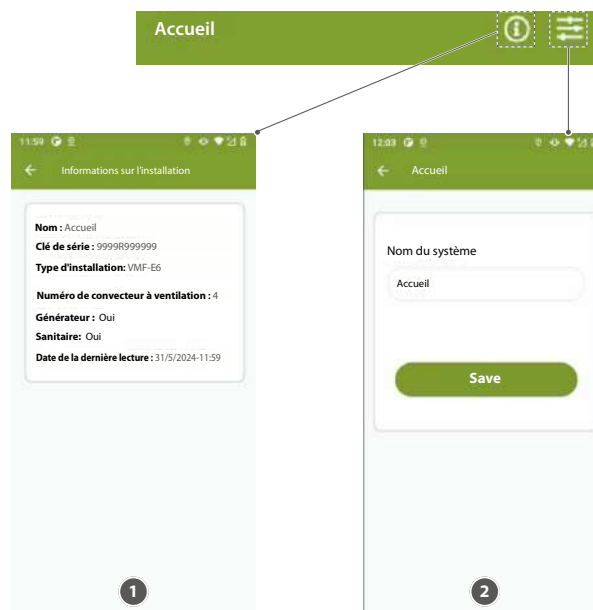 Accueil
11:59
Informations sur l'installation
Nom : Accueil
Clé de série : 9999R999999
Type d'installation: VMF-E6
Numéro de convecteur à ventilation : 4
Générateur : Oui
Sanitaire: Oui
Date de la dernière lecture : 31/5/2024-11:59
1
12:03
Accueil
Nom du système
Accueil
Save
2